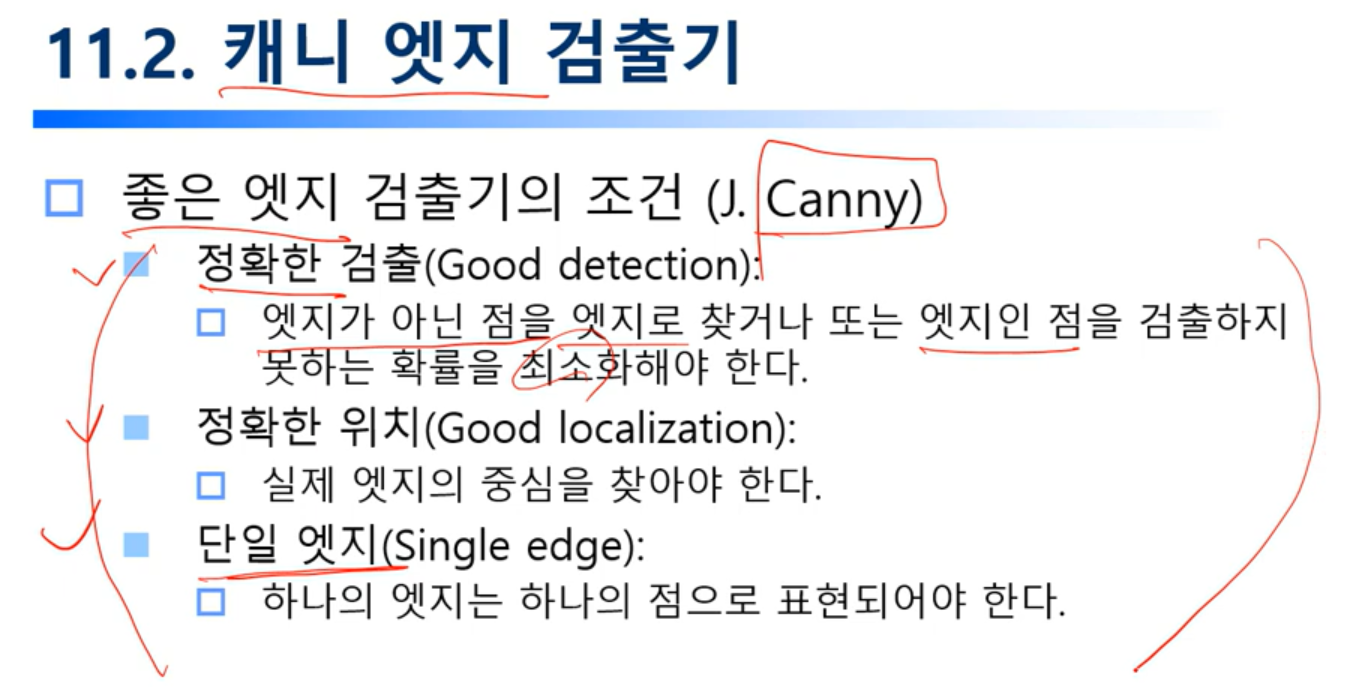 11.2. 캐니 엣지 검출기
좋은 엣지 검출기의 조건 (J. Canny)
정확한 검출(Good detection):
엣지가 아닌 점을 엣지로 찾거나 또는 엣지인 점을 검출하지
못하는 확률을 최소화해야 한다.
정확한 위치(Good localization):
실제 엣지의 중심을 찾아야 한다.
단일 엣지(Single edge):
하나의 엣지는 하나의 점으로 표현되어야 한다.